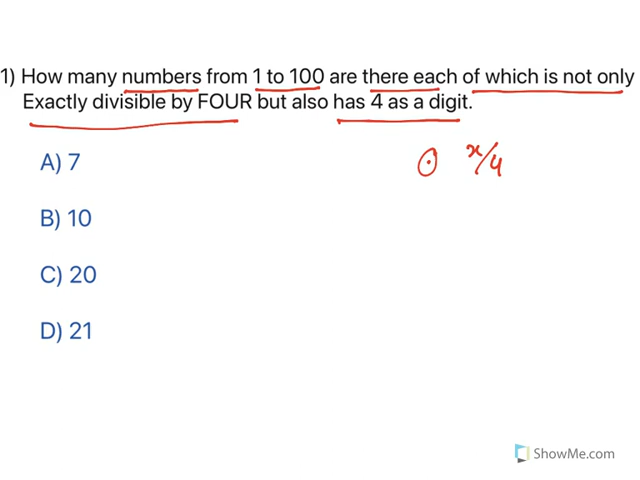 1) How many numbers from 1 to 100 are there each of which is not only
Exactly divisible by FOUR but also has 4 as a digit.
A) 7
x/4
B) 10
C) 20
D) 21
ShowMe.com